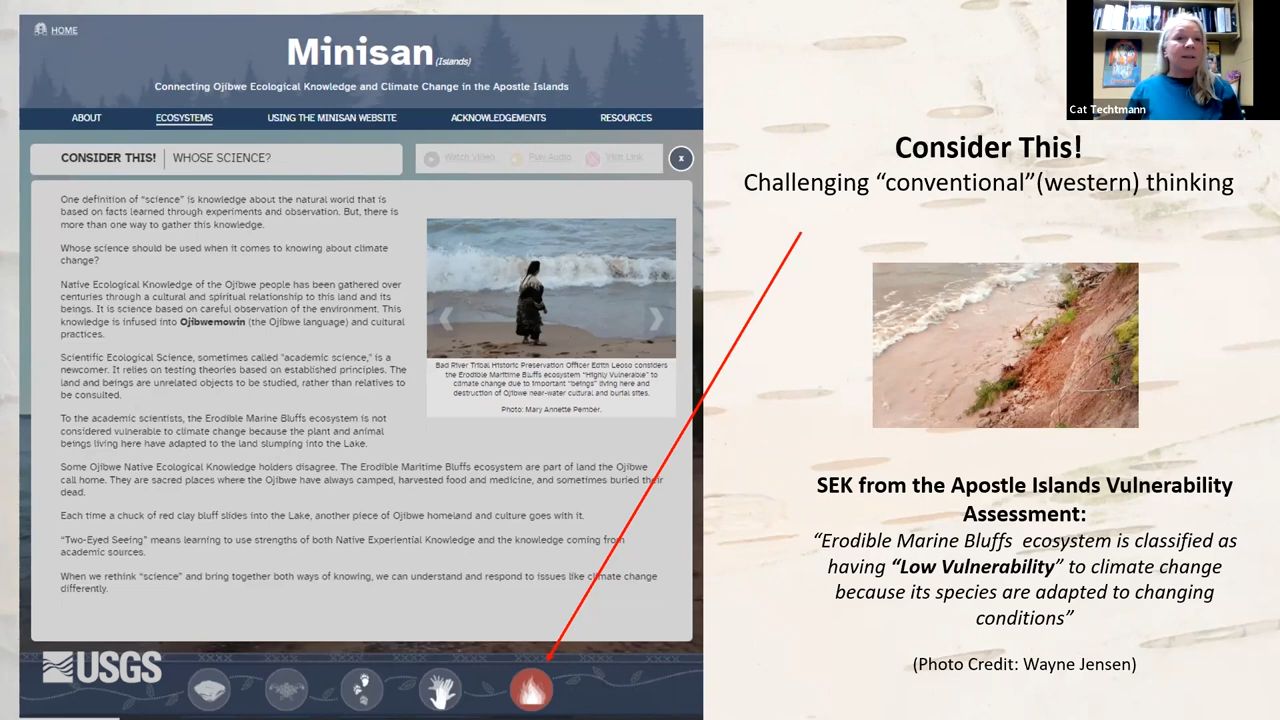 HOME
Minisan (Islands)
Connecting Ojibwe Ecological Knowledge and Climate Change in the Apostle Islands
ABOUT
ECOSYSTEMS
USING THE MINISAN WEBSITE
ACKNOWLEDGEMENTS
RESOURCES
CONSIDER THIS! WHOSE SCIENCE?
Watch Video
Play Audio
Visit Link
X
One definition of "science" is knowledge about the natural world that is
based on facts learned through experiments and observation. But, there is
more than one way to gather this knowledge.
Whose science should be used when it comes to knowing about climate
change?
Native Ecological Knowledge of the Ojibwe people has been gathered over
centuries through a cultural and spiritual relationship to this land and its
beings. It is science based on careful observation of the environment. This
knowledge is infused into Ojibwemowin (the Ojibwe language) and cultural
practices.
Scientific Ecological Science, sometimes called "academic science," is a
newcomer. It relies on testing theories based on established principles. The
land and beings are unrelated objects to be studied, rather than relatives to
be consulted.
To the academic scientists, the Erodible Marine Bluffs ecosystem is not
considered vulnerable to climate change because the plant and animal
beings living here have adapted to the land slumping into the Lake.
Some Ojibwe Native Ecological Knowledge holders disagree. The Erodible Maritime Bluffs ecosystem are part of land the Ojibwe
call home. They are sacred places where the Ojibwe have always camped, harvested food and medicine, and sometimes buried their
dead.
Each time a chuck of red clay bluff slides into the Lake, another piece of Ojibwe homeland and culture goes with it.
"Two-Eyed Seeing" means learning to use strengths of both Native Experiential Knowledge and the knowledge coming from
academic sources.
When we rethink "science" and bring together both ways of knowing, we can understand and respond to issues like climate change
differently.
Bad River Tribal Historic Preservation Officer Edith Leoso considers
the Erodible Maritime Bluffs ecosystem "Highly Vulnerable" to
climate change due to important "beings" living here and
destruction of Ojibwe near-water cultural and burial sites.
Photo: Mary Annette Pember.
USGS
Cat Techtmann
Consider This!
Challenging “conventional”(western) thinking
SEK from the Apostle Islands Vulnerability
Assessment:
“Erodible Marine Bluffs ecosystem is classified as
having “Low Vulnerability” to climate change
because its species are adapted to changing
conditions”
(Photo Credit: Wayne Jensen)